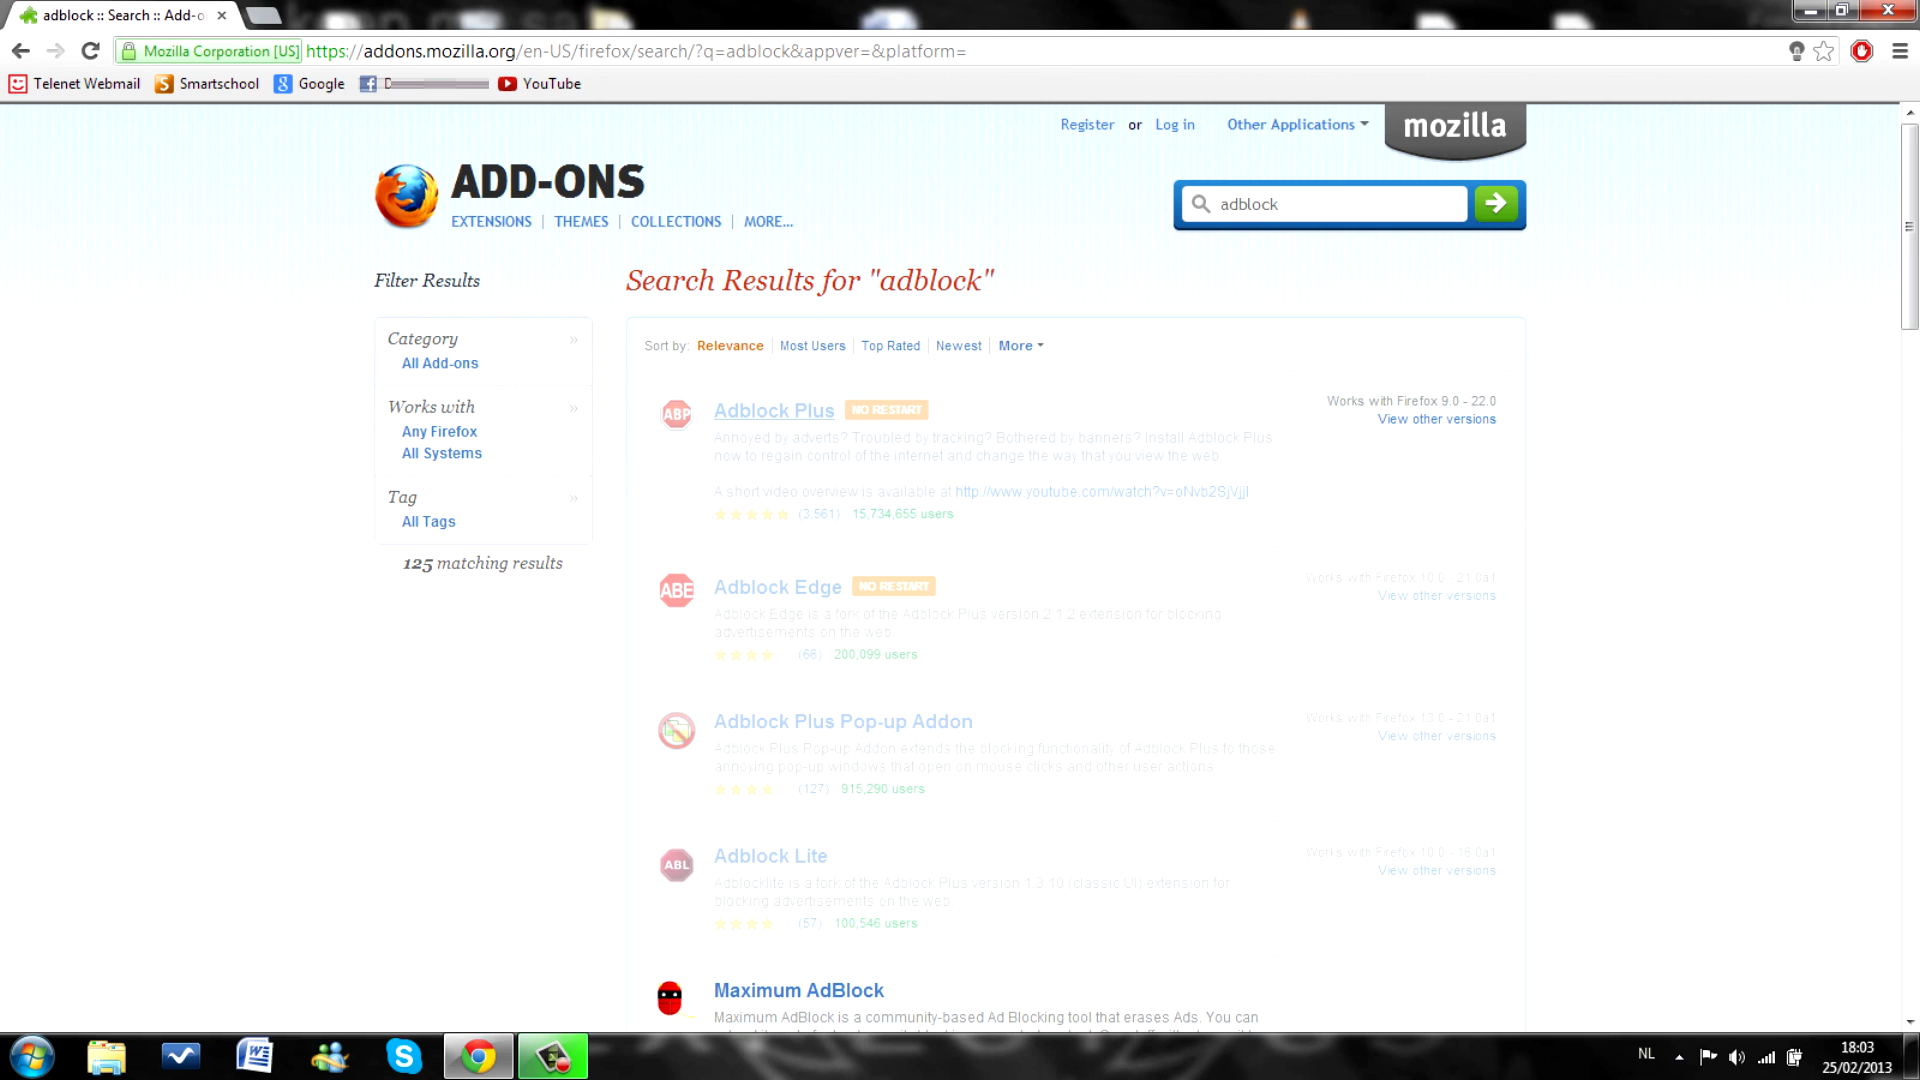 adblock :: Search :: Add-o
Mozilla Corporation [US] https://addons.mozilla.org/en-US/firefox/search/?q=adblock&appver=&platform=
Telenet Webmail Smartschool Google YouTube
Register or Log in Other Applications mozilla
ADD-ONS
EXTENSIONS | THEMES | COLLECTIONS | MORE...
adblock
Filter Results
Search Results for "adblock"
Category »
All Add-ons
Works with »
Any Firefox
All Systems
Tag »
All Tags
125 matching results
Sort by: Relevance Most Users Top Rated Newest More
ABP Adblock Plus NO RESTART
Works with Firefox 9.0 - 22.0
View other versions
Annoyed by adverts? Troubled by tracking? Bothered by banners? Install Adblock Plus
now to regain control of the internet and change the way that you view the web.
A short video overview is available at http://www.youtube.com/watch?v=oNvb2SjVjjI
(3,561) 15,734,655 users
ABE Adblock Edge NO RESTART
Works with Firefox 10.0 - 21.0a1
View other versions
Adblock Edge is a fork of the Adblock Plus version 2.1.2 extension for blocking
advertisements on the web.
(66) 200,099 users
Adblock Plus Pop-up Addon
Works with Firefox 13.0 - 21.0a1
View other versions
Adblock Plus Pop-up Addon extends the blocking functionality of Adblock Plus to those
annoying pop-up windows that open on mouse clicks and other user actions.
(127) 915,290 users
ABL Adblock Lite
Works with Firefox 10.0 - 16.0a1
View other versions
Adblocklite is a fork of the Adblock Plus version 1.3.10 (classic UI) extension for
blocking advertisements on the web.
(57) 100,546 users
Maximum AdBlock
Maximum AdBlock is a community-based Ad Blocking tool that erases Ads. You can
NL
18:03
25/02/2013